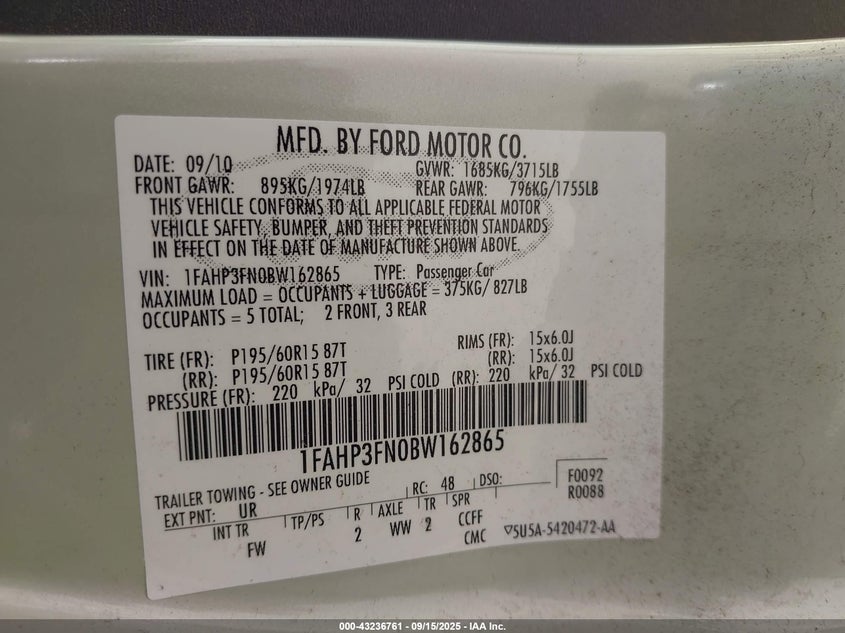 MFD. BY FORD MOTOR CO.
DATE: 09/10 GVWR: 1685KG/3715LB
FRONT GAWR: 895KG/1974LB REAR GAWR: 796KG/1755LB
THIS VEHICLE CONFORMS TO ALL APPLICABLE FEDERAL MOTOR
VEHICLE SAFETY, BUMPER, AND THEFT PREVENTION STANDARDS
IN EFFECT ON THE DATE OF MANUFACTURE SHOWN ABOVE.
VIN: 1FAHP3FN0BW162865 TYPE: Passenger Car
MAXIMUM LOAD = OCCUPANTS + LUGGAGE = 375KG/ 827LB
OCCUPANTS = 5 TOTAL; 2 FRONT, 3 REAR
TIRE (FR): P195/60R15 87T RIMS (FR): 15x6.0J
(RR): P195/60R15 87T (RR): 15x6.0J
PRESSURE (FR): 220 kPa/ 32 PSI COLD (RR): 220 kPa/ 32 PSI COLD
1FAHP3FN0BW162865
TRAILER TOWING - SEE OWNER GUIDE RC: 48 DSO: F0092
EXT PNT: UR R0088
INT TR TP/PS R AXLE TR SPR
FW 2 WW 2 CCFF
CMC ▽5U5A-5420472-AA
000-43236761 - 09/15/2025 - IAA Inc.